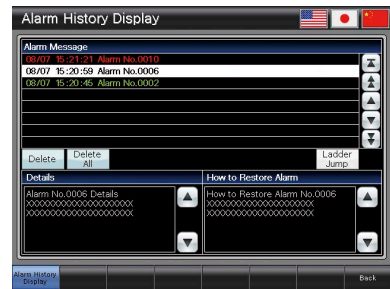 Alarm History Display
Alarm Message
08/07 15:21:21 Alarm No.0010
08/07 15:20:59 Alarm No.0006
08/07 15:20:45 Alarm No.0002
Delete
Delete All
Ladder Jump
Details
How to Restore Alarm
Alarm No.0006 Details
XXXXXXXXXXXXXXXXXXXX
XXXXXXXXXXXXXXXXXXXX
How to Restore Alarm No.0006
XXXXXXXXXXXXXXXXXXXX
XXXXXXXXXXXXXXXXXXXX
Alarm History
Display
Back